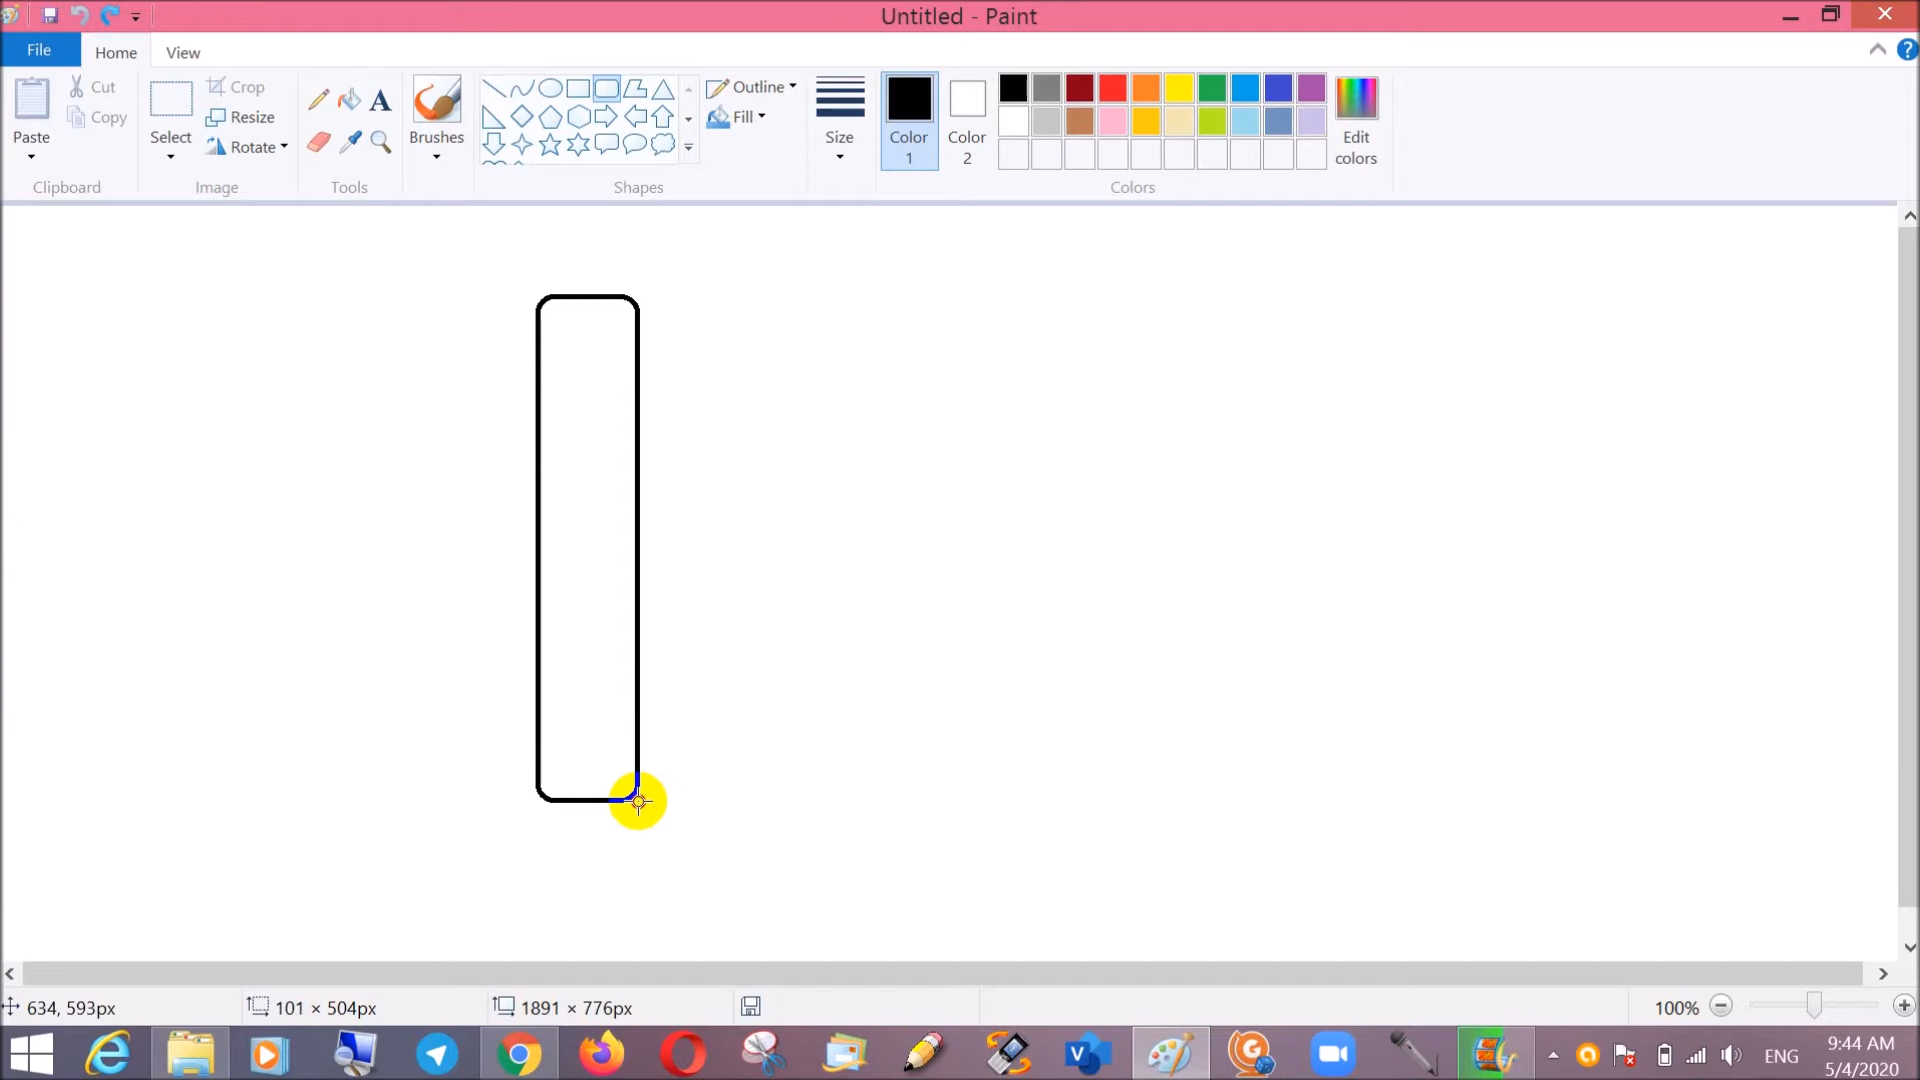 Untitled - Paint
File
Home
View
Paste
Cut
Copy
Clipboard
Select
Crop
Resize
Rotate
Image
A
Tools
Brushes
Shapes
Outline
Fill
Size
Color
1
Color
2
Edit
colors
Colors
634, 593px
101 × 504px
1891 × 776px
100%
ENG
9:44 AM
5/4/2020